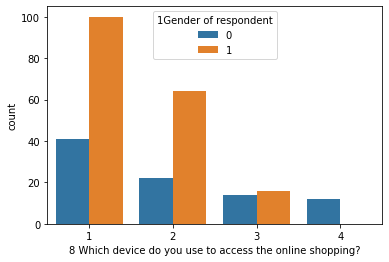 1Gender of respondent
0
1
100
80
60
40
20
0
count
1 2 3 4
8 Which device do you use to access the online shopping?